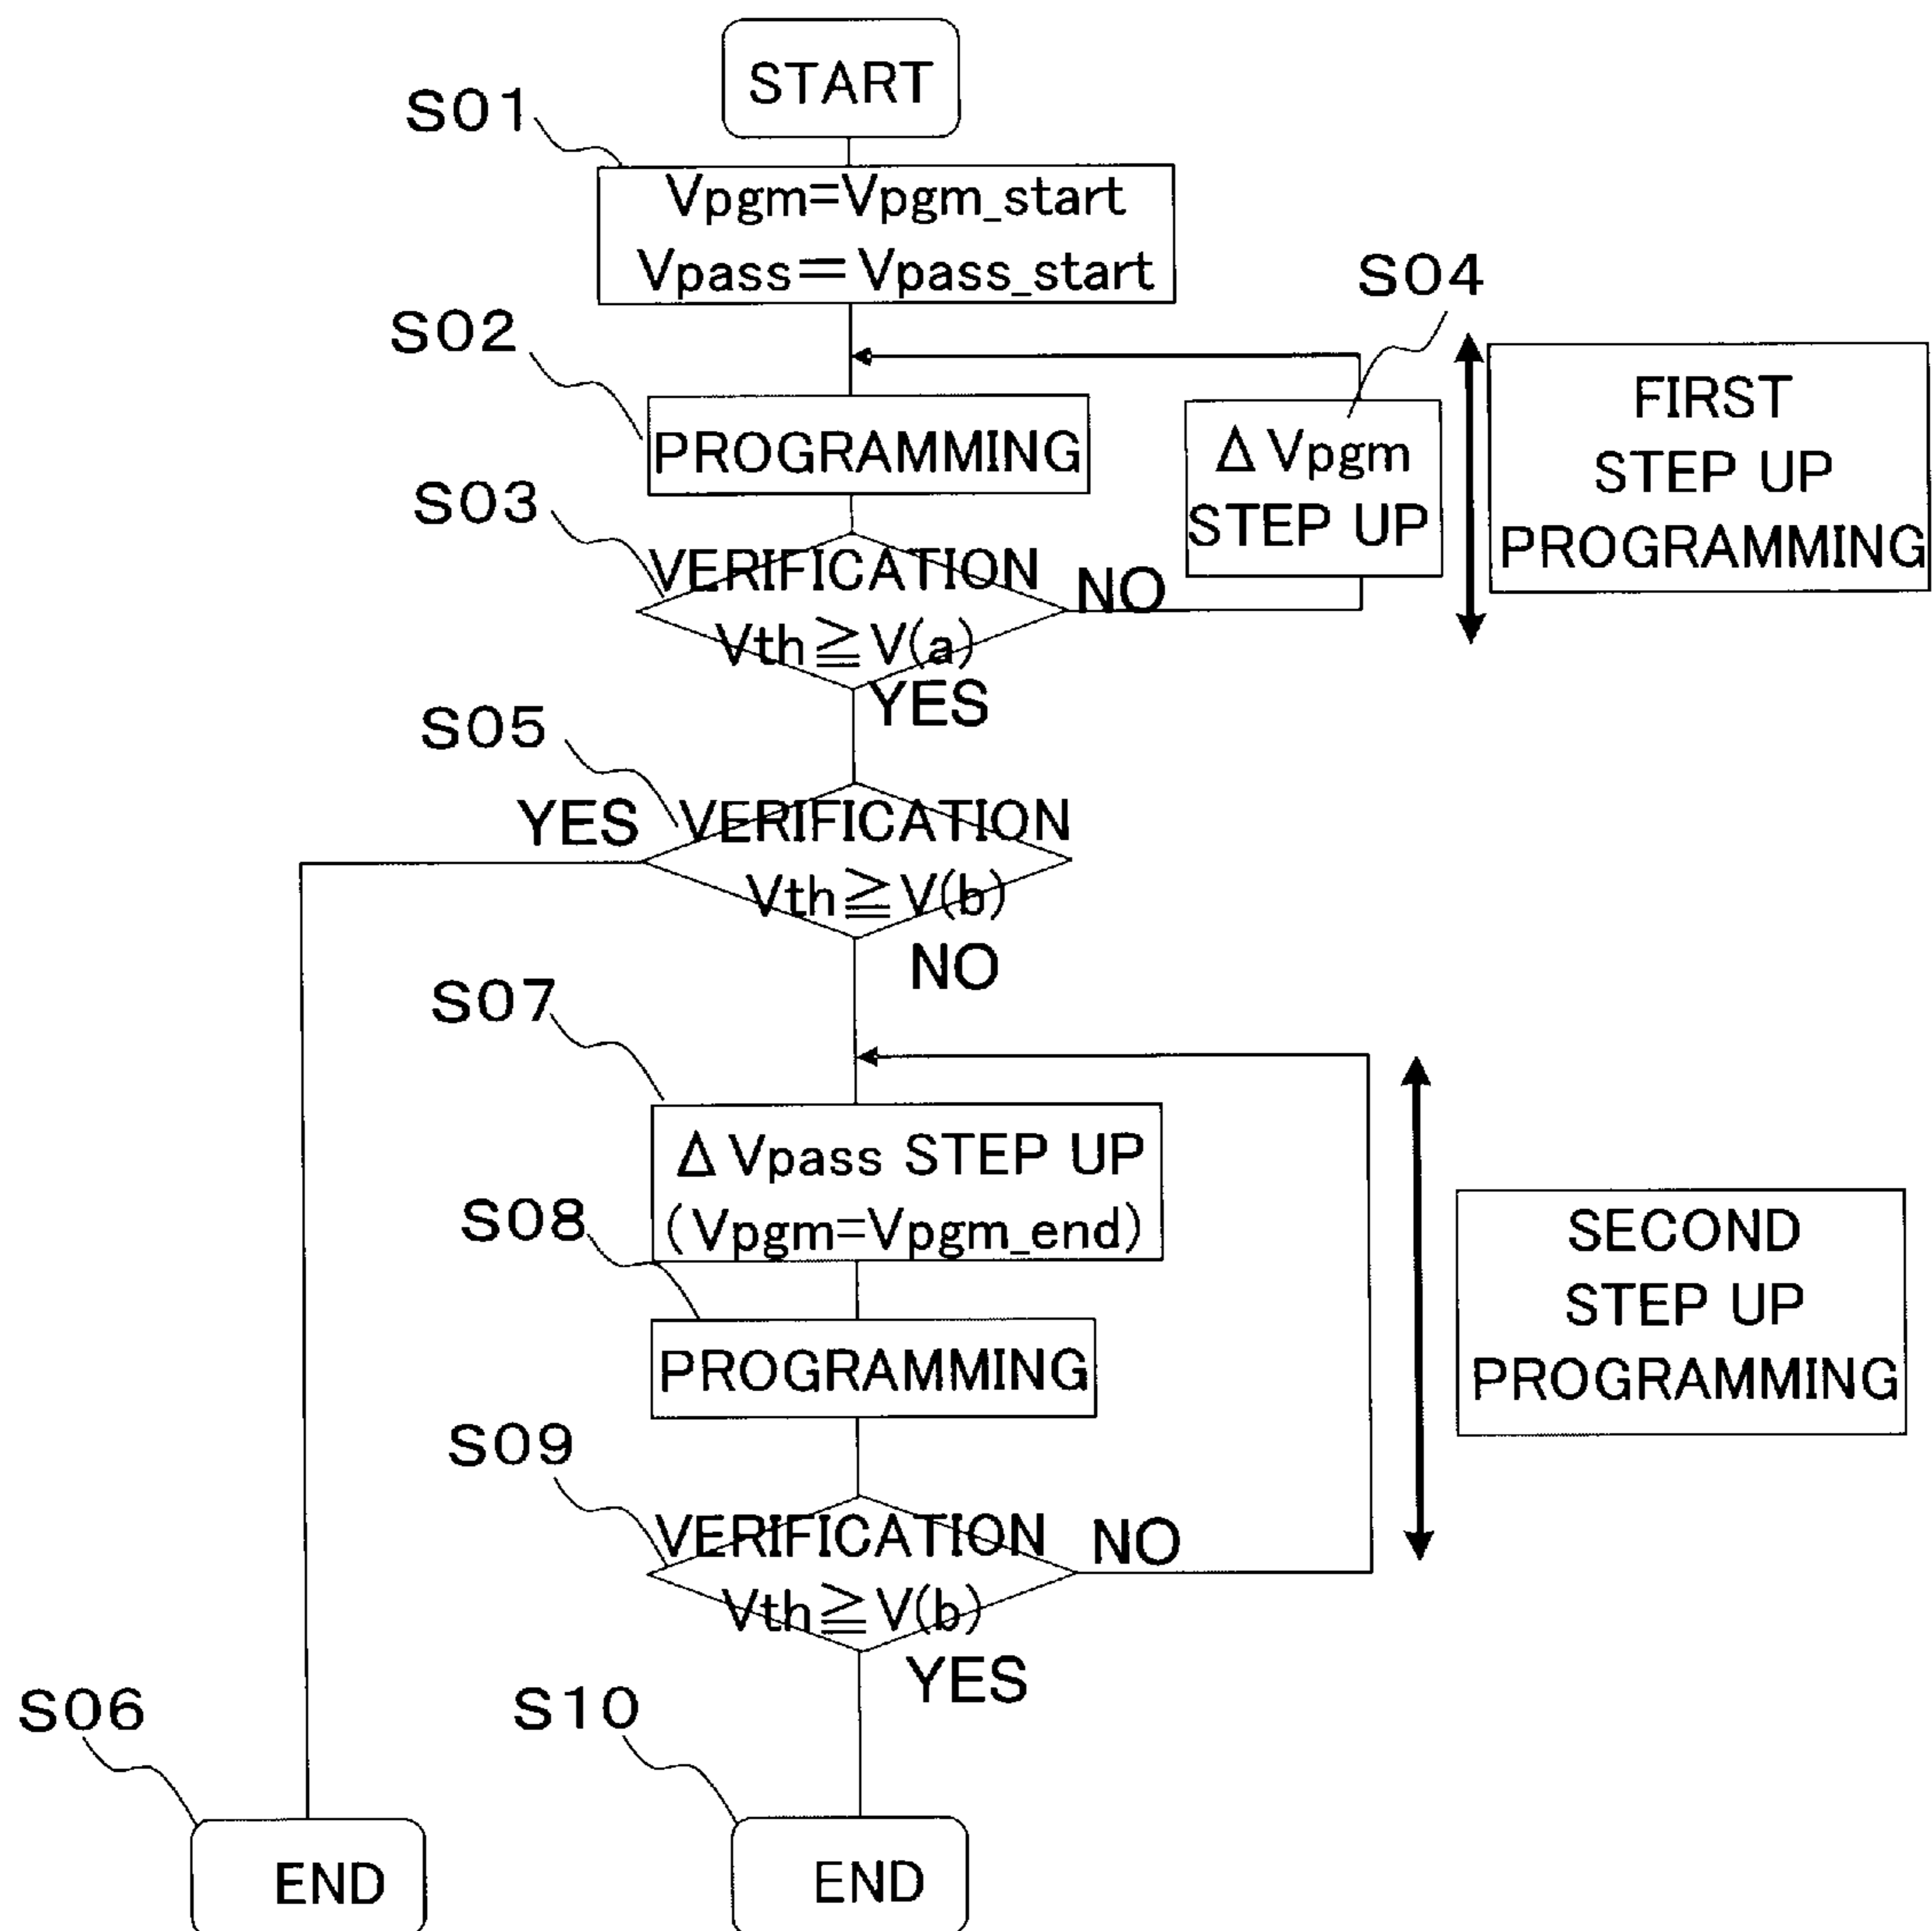 START
S01
Vpgm=Vpgm_start
Vpass=Vpass_start
S04
S02
PROGRAMMING
ΔVpgm
STEP UP
FIRST
STEP UP
PROGRAMMING
S03
VERIFICATION
Vth≧V(a)
NO
YES
S05
YES
VERIFICATION
Vth≧V(b)
NO
S07
ΔVpass STEP UP
(Vpgm=Vpgm_end)
S08
PROGRAMMING
SECOND
STEP UP
PROGRAMMING
S09
VERIFICATION
Vth≧V(b)
NO
YES
S06
S10
END
END